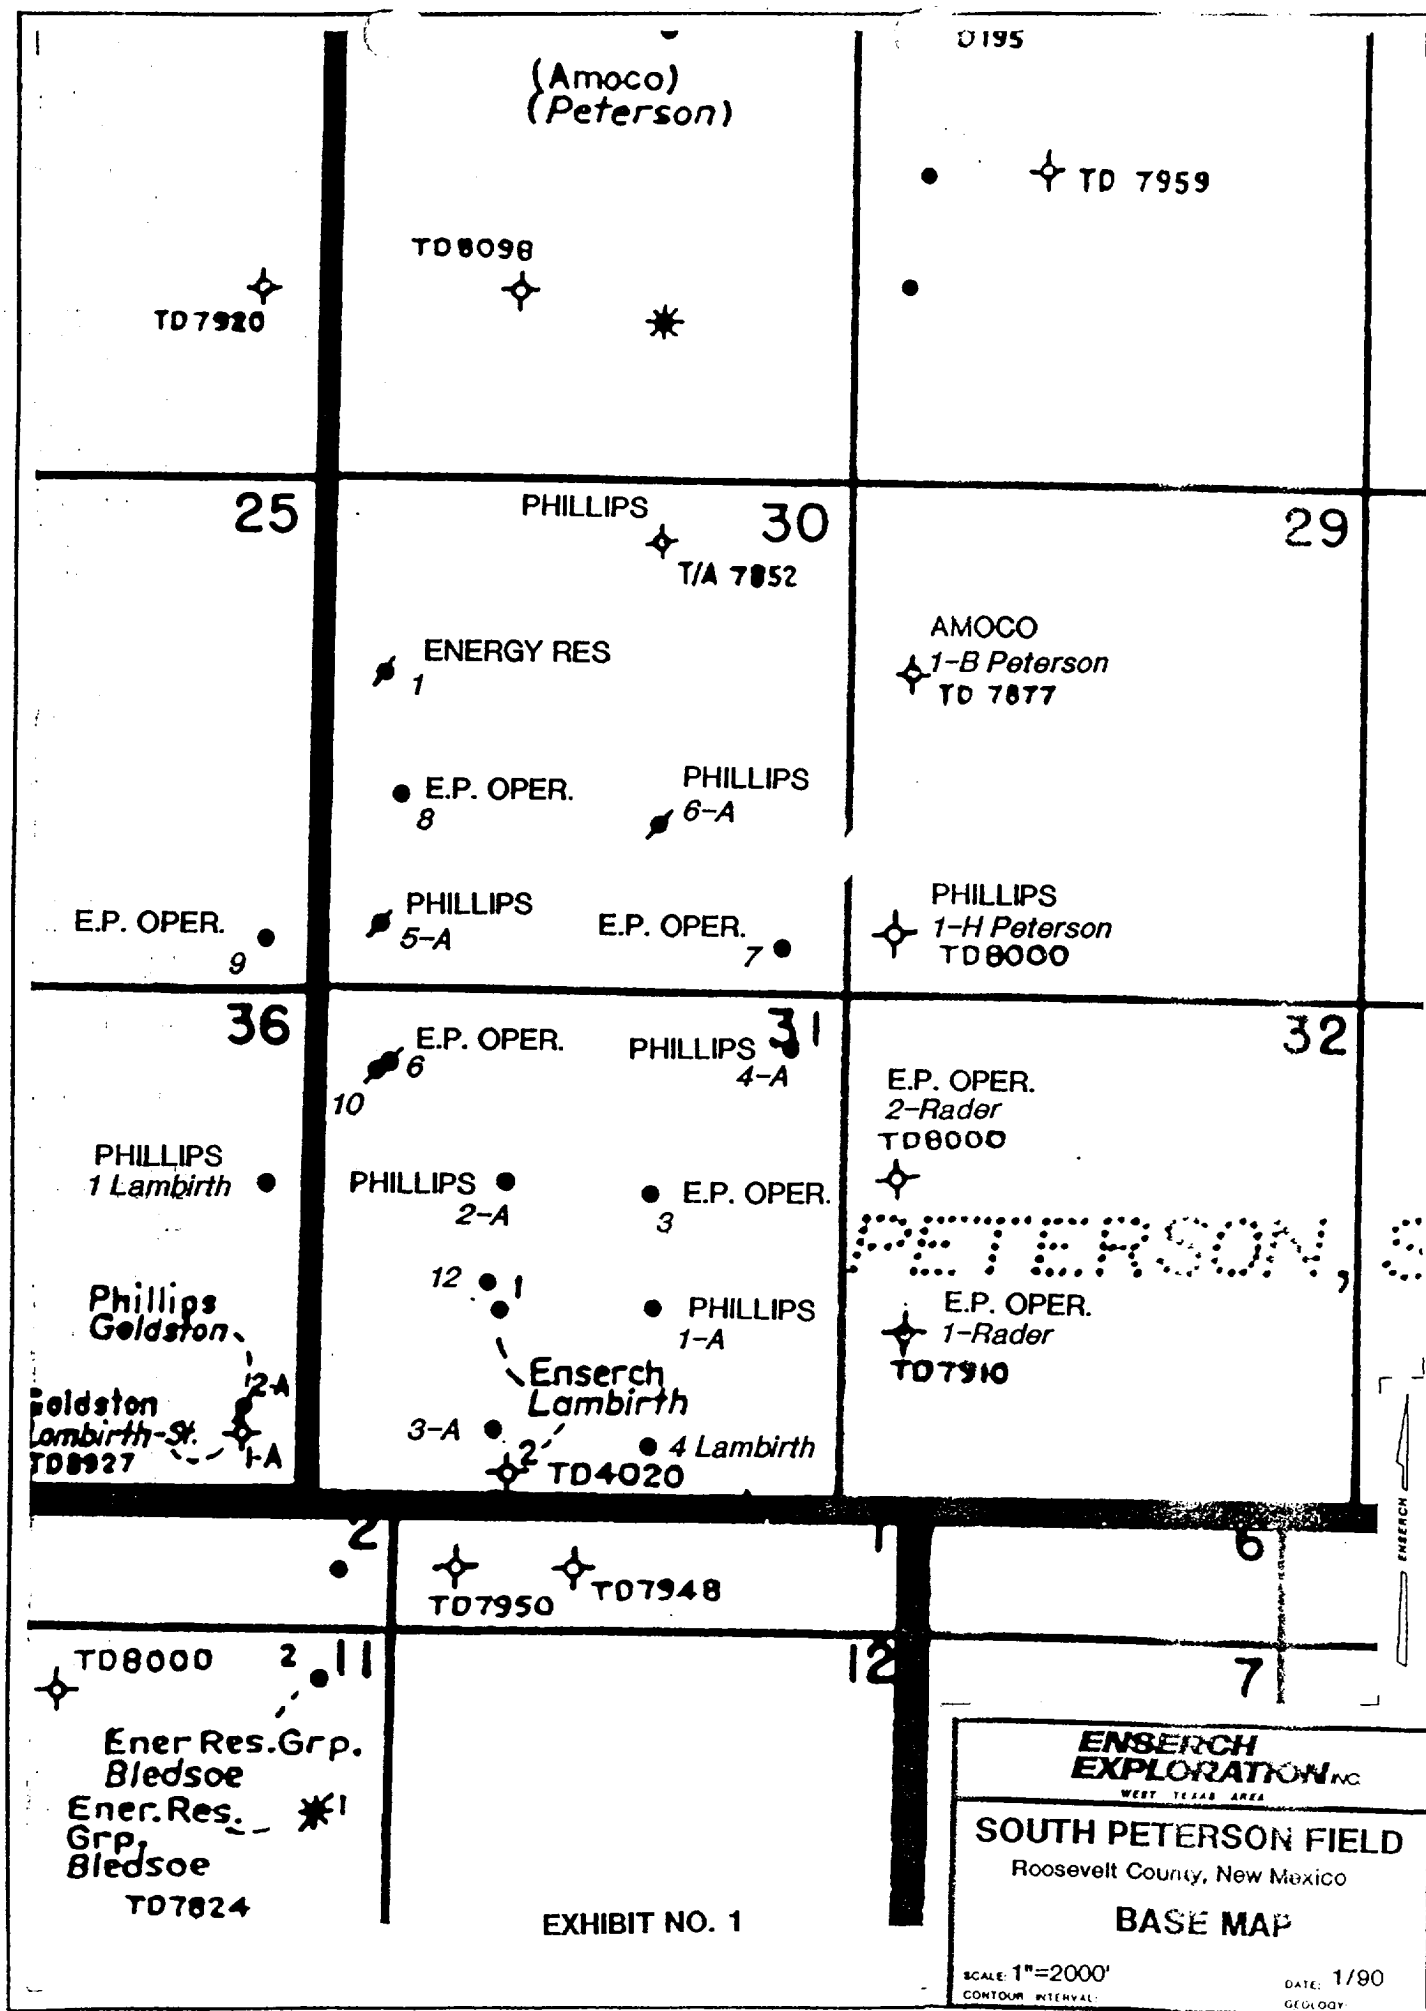 (Amoco)
(Peterson)
TD 7959
TD8098
TD7920
25
PHILLIPS
30
29
T/A 7852
ENERGY RES
1
AMOCO
1-B Peterson
TD 7877
E.P. OPER.
8
PHILLIPS
6-A
E.P. OPER.
9
PHILLIPS
5-A
E.P. OPER.
7
PHILLIPS
1-H Peterson
TD8000
36
31
32
E.P. OPER.
6
10
PHILLIPS
4-A
E.P. OPER.
2-Rader
TD8000
PHILLIPS
1 Lambirth
PHILLIPS
2-A
E.P. OPER.
3
PETERSON, S
12
1
Phillips
Goldston
PHILLIPS
1-A
E.P. OPER.
1-Rader
TD7910
Enserch
Lambirth
2-A
Goldston
Lambirth-St.
TD8927
1-A
3-A
4 Lambirth
2
TD4020
ENSERCH
2
1
6
TD7950
TD7948
TD8000
2
11
12
7
Ener Res.Grp.
Bledsoe
Ener.Res.
Grp.
Bledsoe
1
TD7824
EXHIBIT NO. 1
ENSERCH
EXPLORATION INC
WEST TEXAS AREA
SOUTH PETERSON FIELD
Roosevelt County, New Mexico
BASE MAP
SCALE: 1"=2000'
DATE: 1/90
CONTOUR INTERVAL:
GEOLOGY: